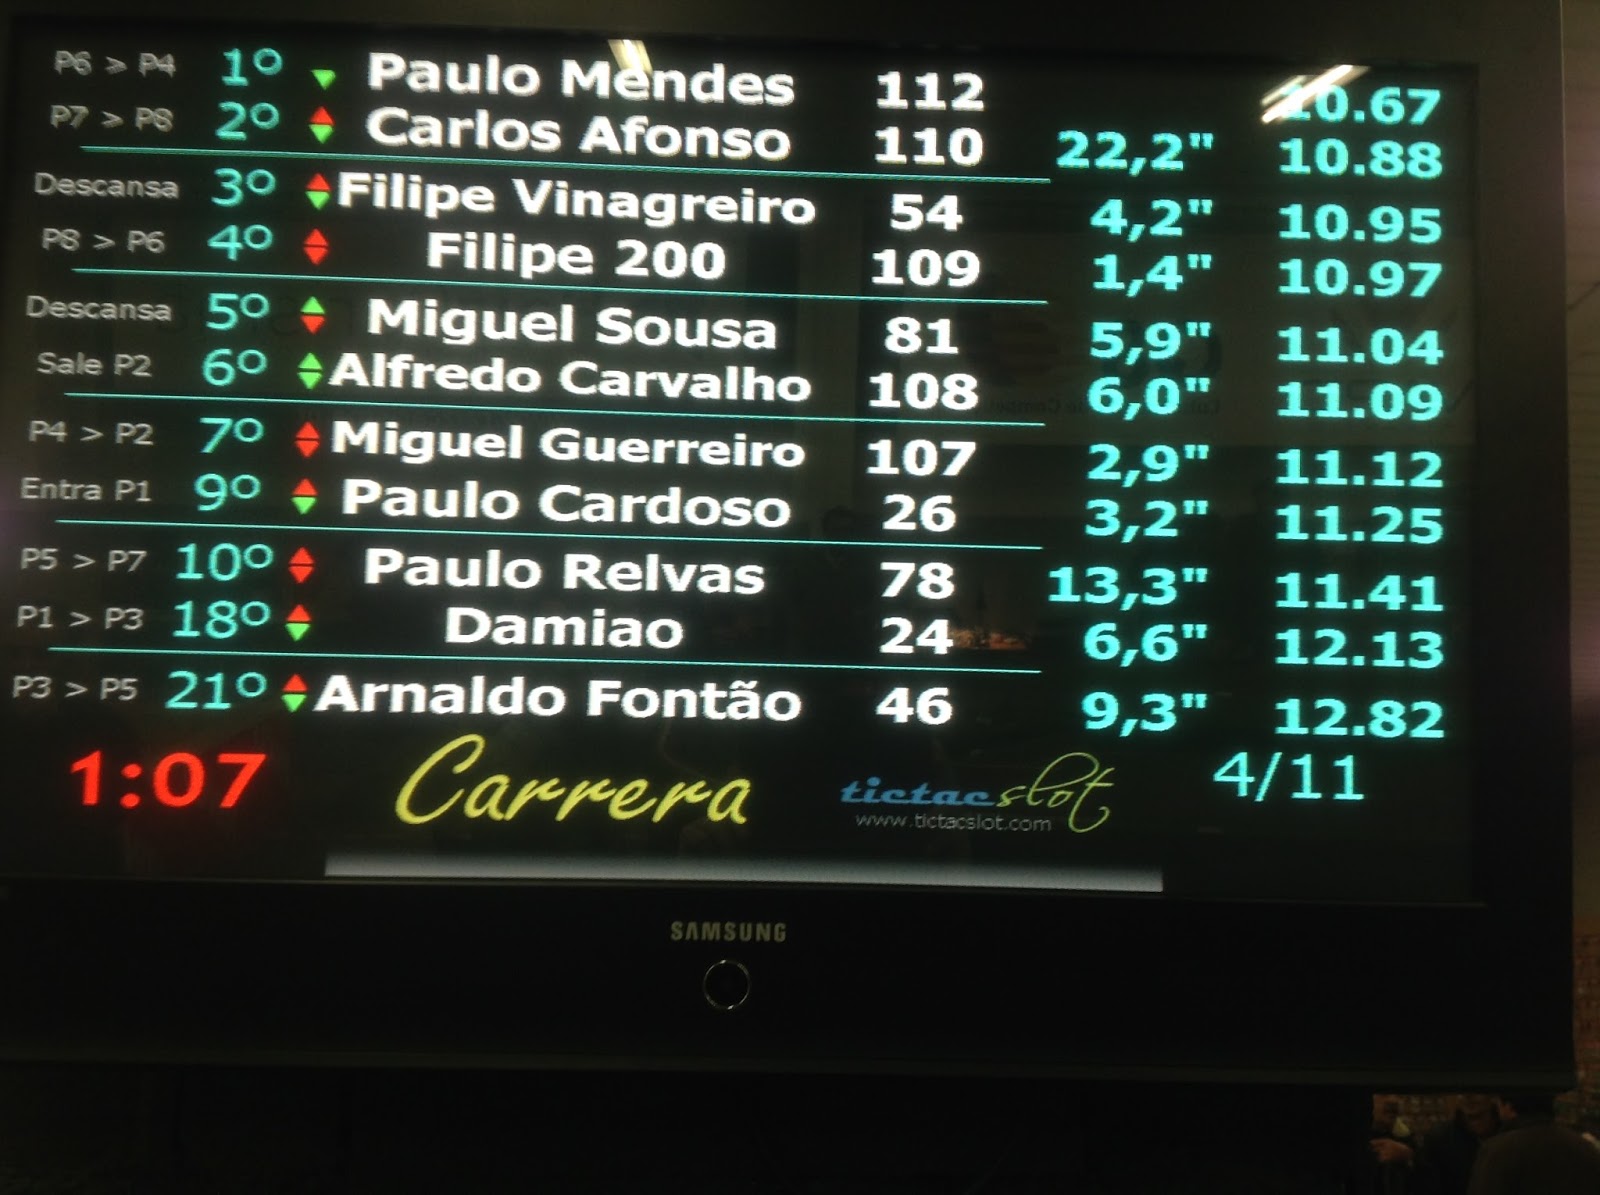 P6 > P4 1º Paulo Mendes 112 10.67
P7 > P8 2º Carlos Afonso 110 22,2" 10.88
Descansa 3º Filipe Vinagreiro 54 4,2" 10.95
P8 > P6 4º Filipe 200 109 1,4" 10.97
Descansa 5º Miguel Sousa 81 5,9" 11.04
Sale P2 6º Alfredo Carvalho 108 6,0" 11.09
P4 > P2 7º Miguel Guerreiro 107 2,9" 11.12
Entra P1 9º Paulo Cardoso 26 3,2" 11.25
P5 > P7 10º Paulo Relvas 78 13,3" 11.41
P1 > P3 18º Damiao 24 6,6" 12.13
P3 > P5 21º Arnaldo Fontão 46 9,3" 12.82
1:07 Carrera tictacslot 4/11
www.tictacslot.com
SAMSUNG